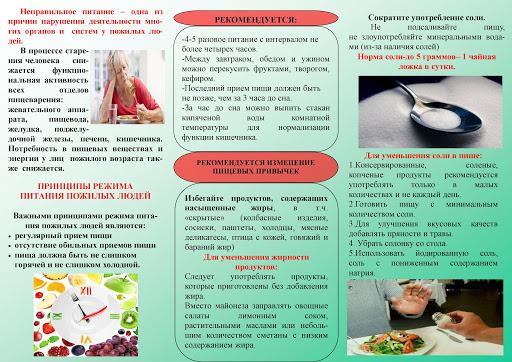 Неправильное питание – одна из
причин нарушения деятельности мно-
гих органов и систем у пожилых лю-
дей.
В процессе старе-
ния человека сни-
жается функцио-
нальная активность
всех отделов
пищеварения:
жевательного аппа-
рата, пищевода,
желудка, поджелу-
дочной железы, печени, кишечника.
Потребность в пищевых веществах и
энергии у лиц пожилого возраста так-
же снижается.
ПРИНЦИПЫ РЕЖИМА
ПИТАНИЯ ПОЖИЛЫХ ЛЮДЕЙ
Важными принципами режима пита-
ния пожилых людей являются:
• регулярный прием пищи
• отсутствие обильных приемов пищи
• пища должна быть не слишком
горячей и не слишком холодной.
XII
РЕКОМЕНДУЕТСЯ:
-4-5 разовое питание с интервалом не
более четырех часов.
-Между завтраком, обедом и ужином
можно перекусить фруктами, творогом,
кефиром.
-Последний прием пищи должен быть
не позже, чем за 3 часа до сна.
-За час до сна можно выпить стакан
кипяченой воды комнатной
температуры для нормализации
функции кишечника.
РЕКОМЕНДУЕТСЯ ИЗМЕНЕНИЕ
ПИЩЕВЫХ ПРИВЫЧЕК
Избегайте продуктов, содержащих
насыщенные жиры, в т.ч.
«скрытые» (колбасные изделия,
сосиски, паштеты, холодцы, мясные
деликатесы, птица с кожей, говяжий и
бараний жир)
Для уменьшения жирности
продуктов:
Следует употреблять продукты,
которые приготовлены без добавления
жира.
Вместо майонеза заправлять овощные
салаты лимонным соком,
растительными маслами или неболь-
шим количеством сметаны с низким
содержанием жира.
Сократите употребление соли.
Не подсаливайте пищу,
не злоупотребляйте минеральными вода-
ми (из-за наличия солей)
Норма соли-до 5 граммов– 1 чайная
ложка в сутки.
Для уменьшения соли в пище:
1.Консервированные, соленые,
копченые продукты рекомендуется
употреблять только в малых
количествах и не каждый день.
2.Готовить пищу с минимальным
количеством соли.
3.Для улучшения вкусовых качеств
добавлять пряности и травы.
4. Убрать солонку со стола.
5.Использовать йодированную соль,
соль с пониженным содержанием
натрия.